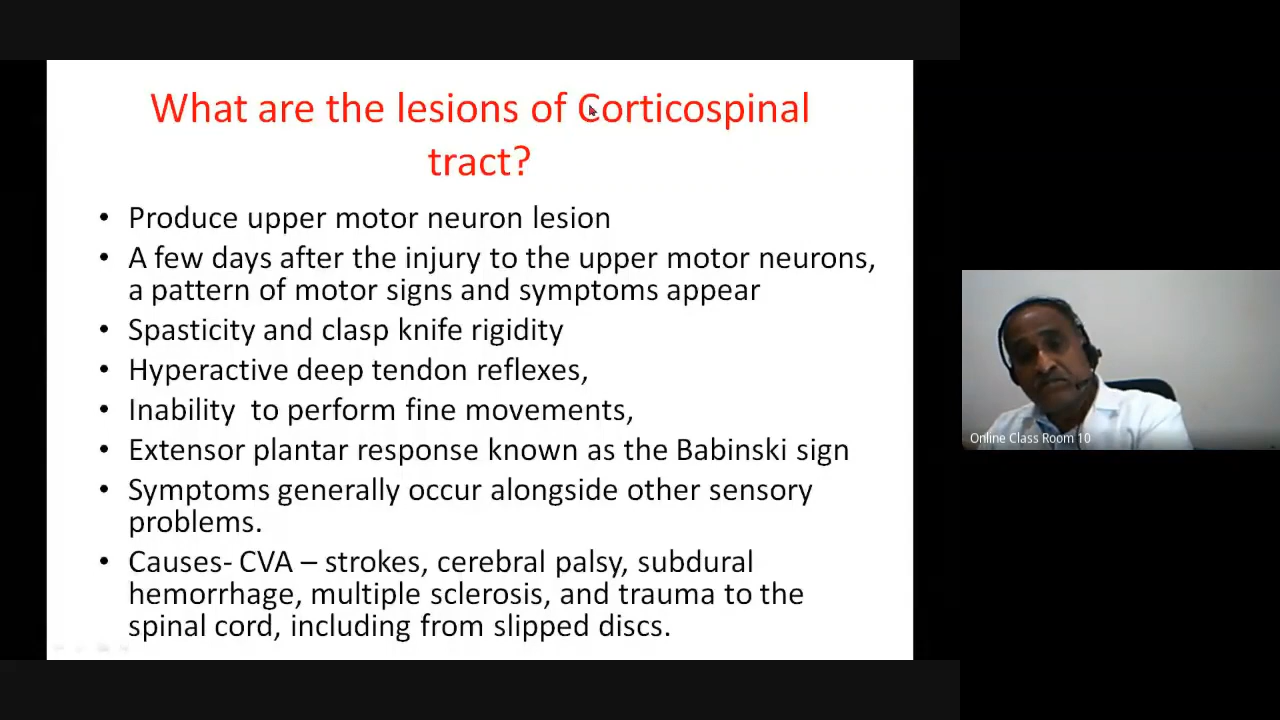 What are the lesions of Corticospinal
tract?
• Produce upper motor neuron lesion
• A few days after the injury to the upper motor neurons,
a pattern of motor signs and symptoms appear
• Spasticity and clasp knife rigidity
• Hyperactive deep tendon reflexes,
• Inability  to perform fine movements,
• Extensor plantar response known as the Babinski sign
• Symptoms generally occur alongside other sensory
problems.
• Causes- CVA – strokes, cerebral palsy, subdural
hemorrhage, multiple sclerosis, and trauma to the
spinal cord, including from slipped discs.
Online Class Room 10